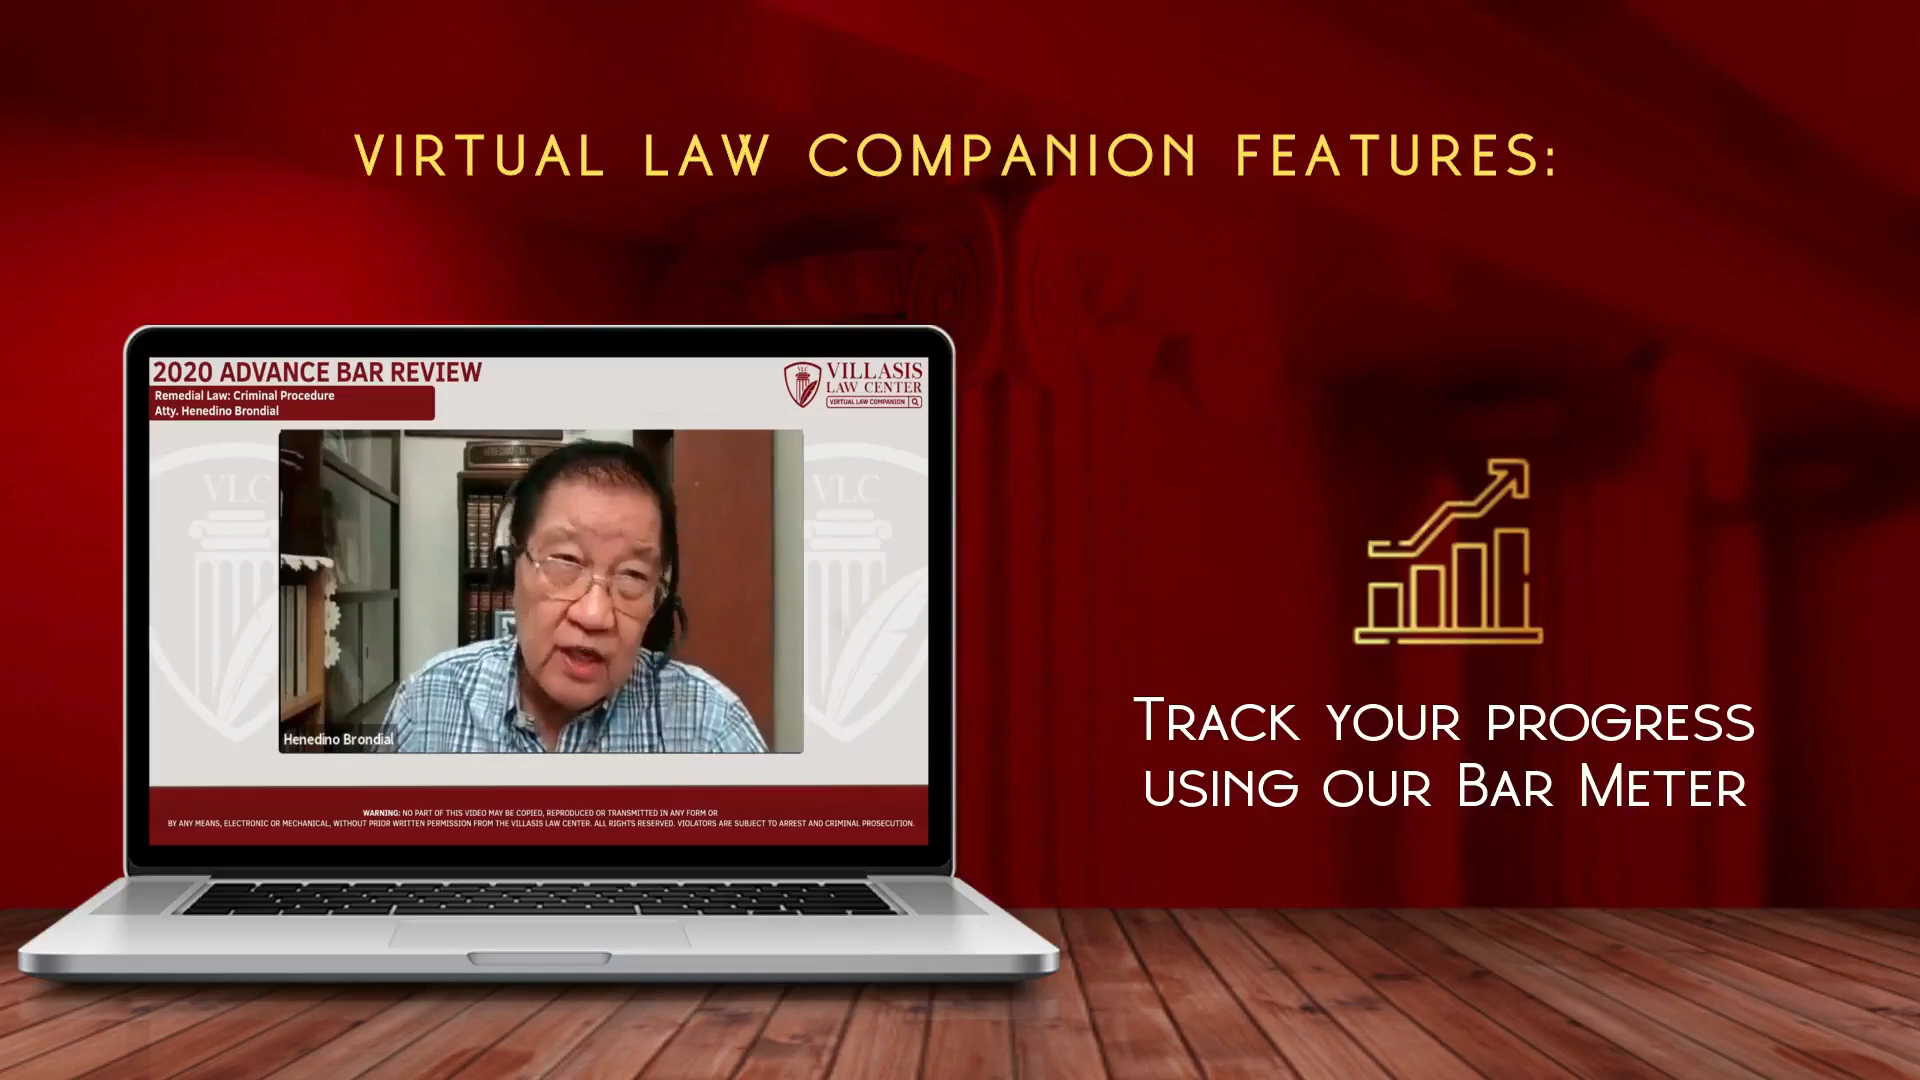 VIRTUAL LAW COMPANION FEATURES:
2020 ADVANCE BAR REVIEW
Remedial Law: Criminal Procedure
Atty. Henedino Brondial
VLC
VILLASIS
LAW CENTER
VIRTUAL LAW COMPANION
VLC
VLC
Henedino Brondial
WARNING: NO PART OF THIS VIDEO MAY BE COPIED, REPRODUCED OR TRANSMITTED IN ANY FORM OR
BY ANY MEANS, ELECTRONIC OR MECHANICAL, WITHOUT PRIOR WRITTEN PERMISSION FROM THE VILLASIS LAW CENTER. ALL RIGHTS RESERVED. VIOLATORS ARE SUBJECT TO ARREST AND CRIMINAL PROSECUTION.
TRACK YOUR PROGRESS
USING OUR BAR METER